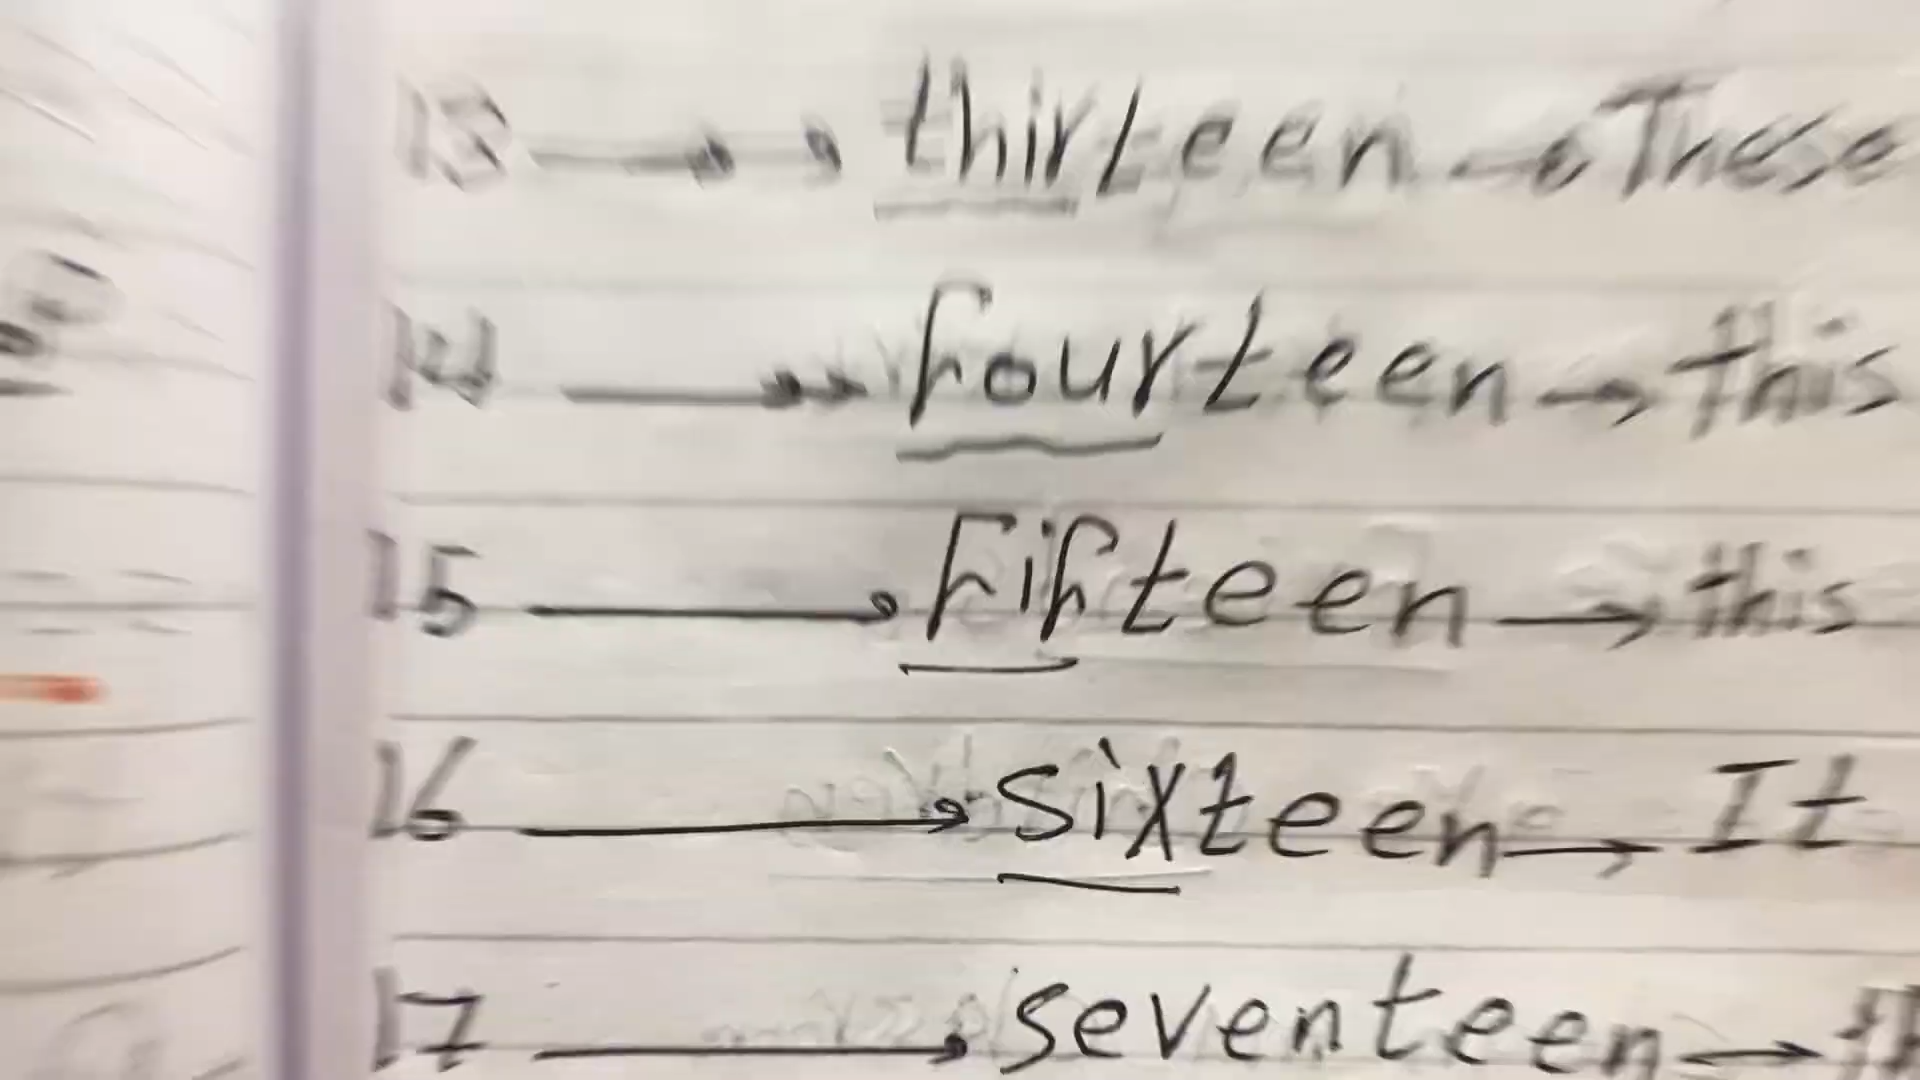 13 → thirteen → These
14 → fourteen → this
15 → fifteen → this
16 → sixteen → It
17 → seventeen →